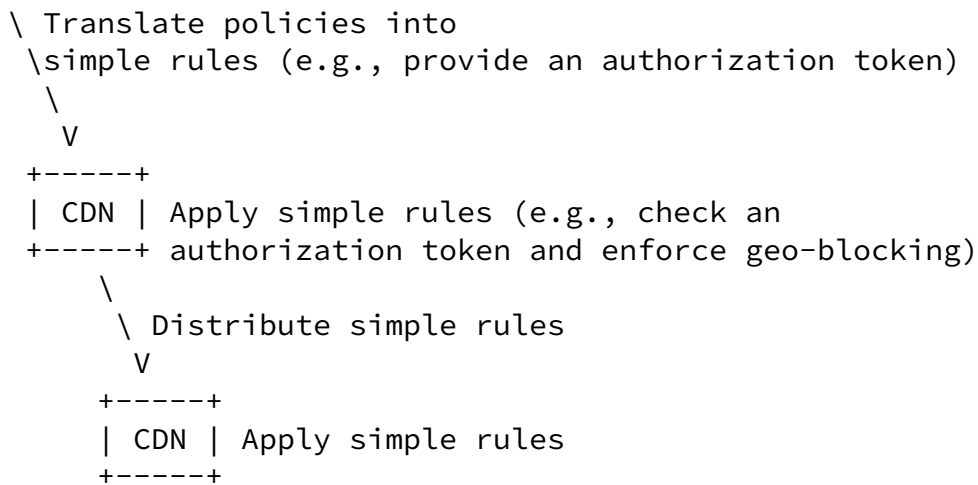 \ Translate policies into
\simple rules (e.g., provide an authorization token)
\
V
+-----+
| CDN | Apply simple rules (e.g., check an
+-----+ authorization token and enforce geo-blocking)
\
\ Distribute simple rules
V
+-----+
| CDN | Apply simple rules
+-----+